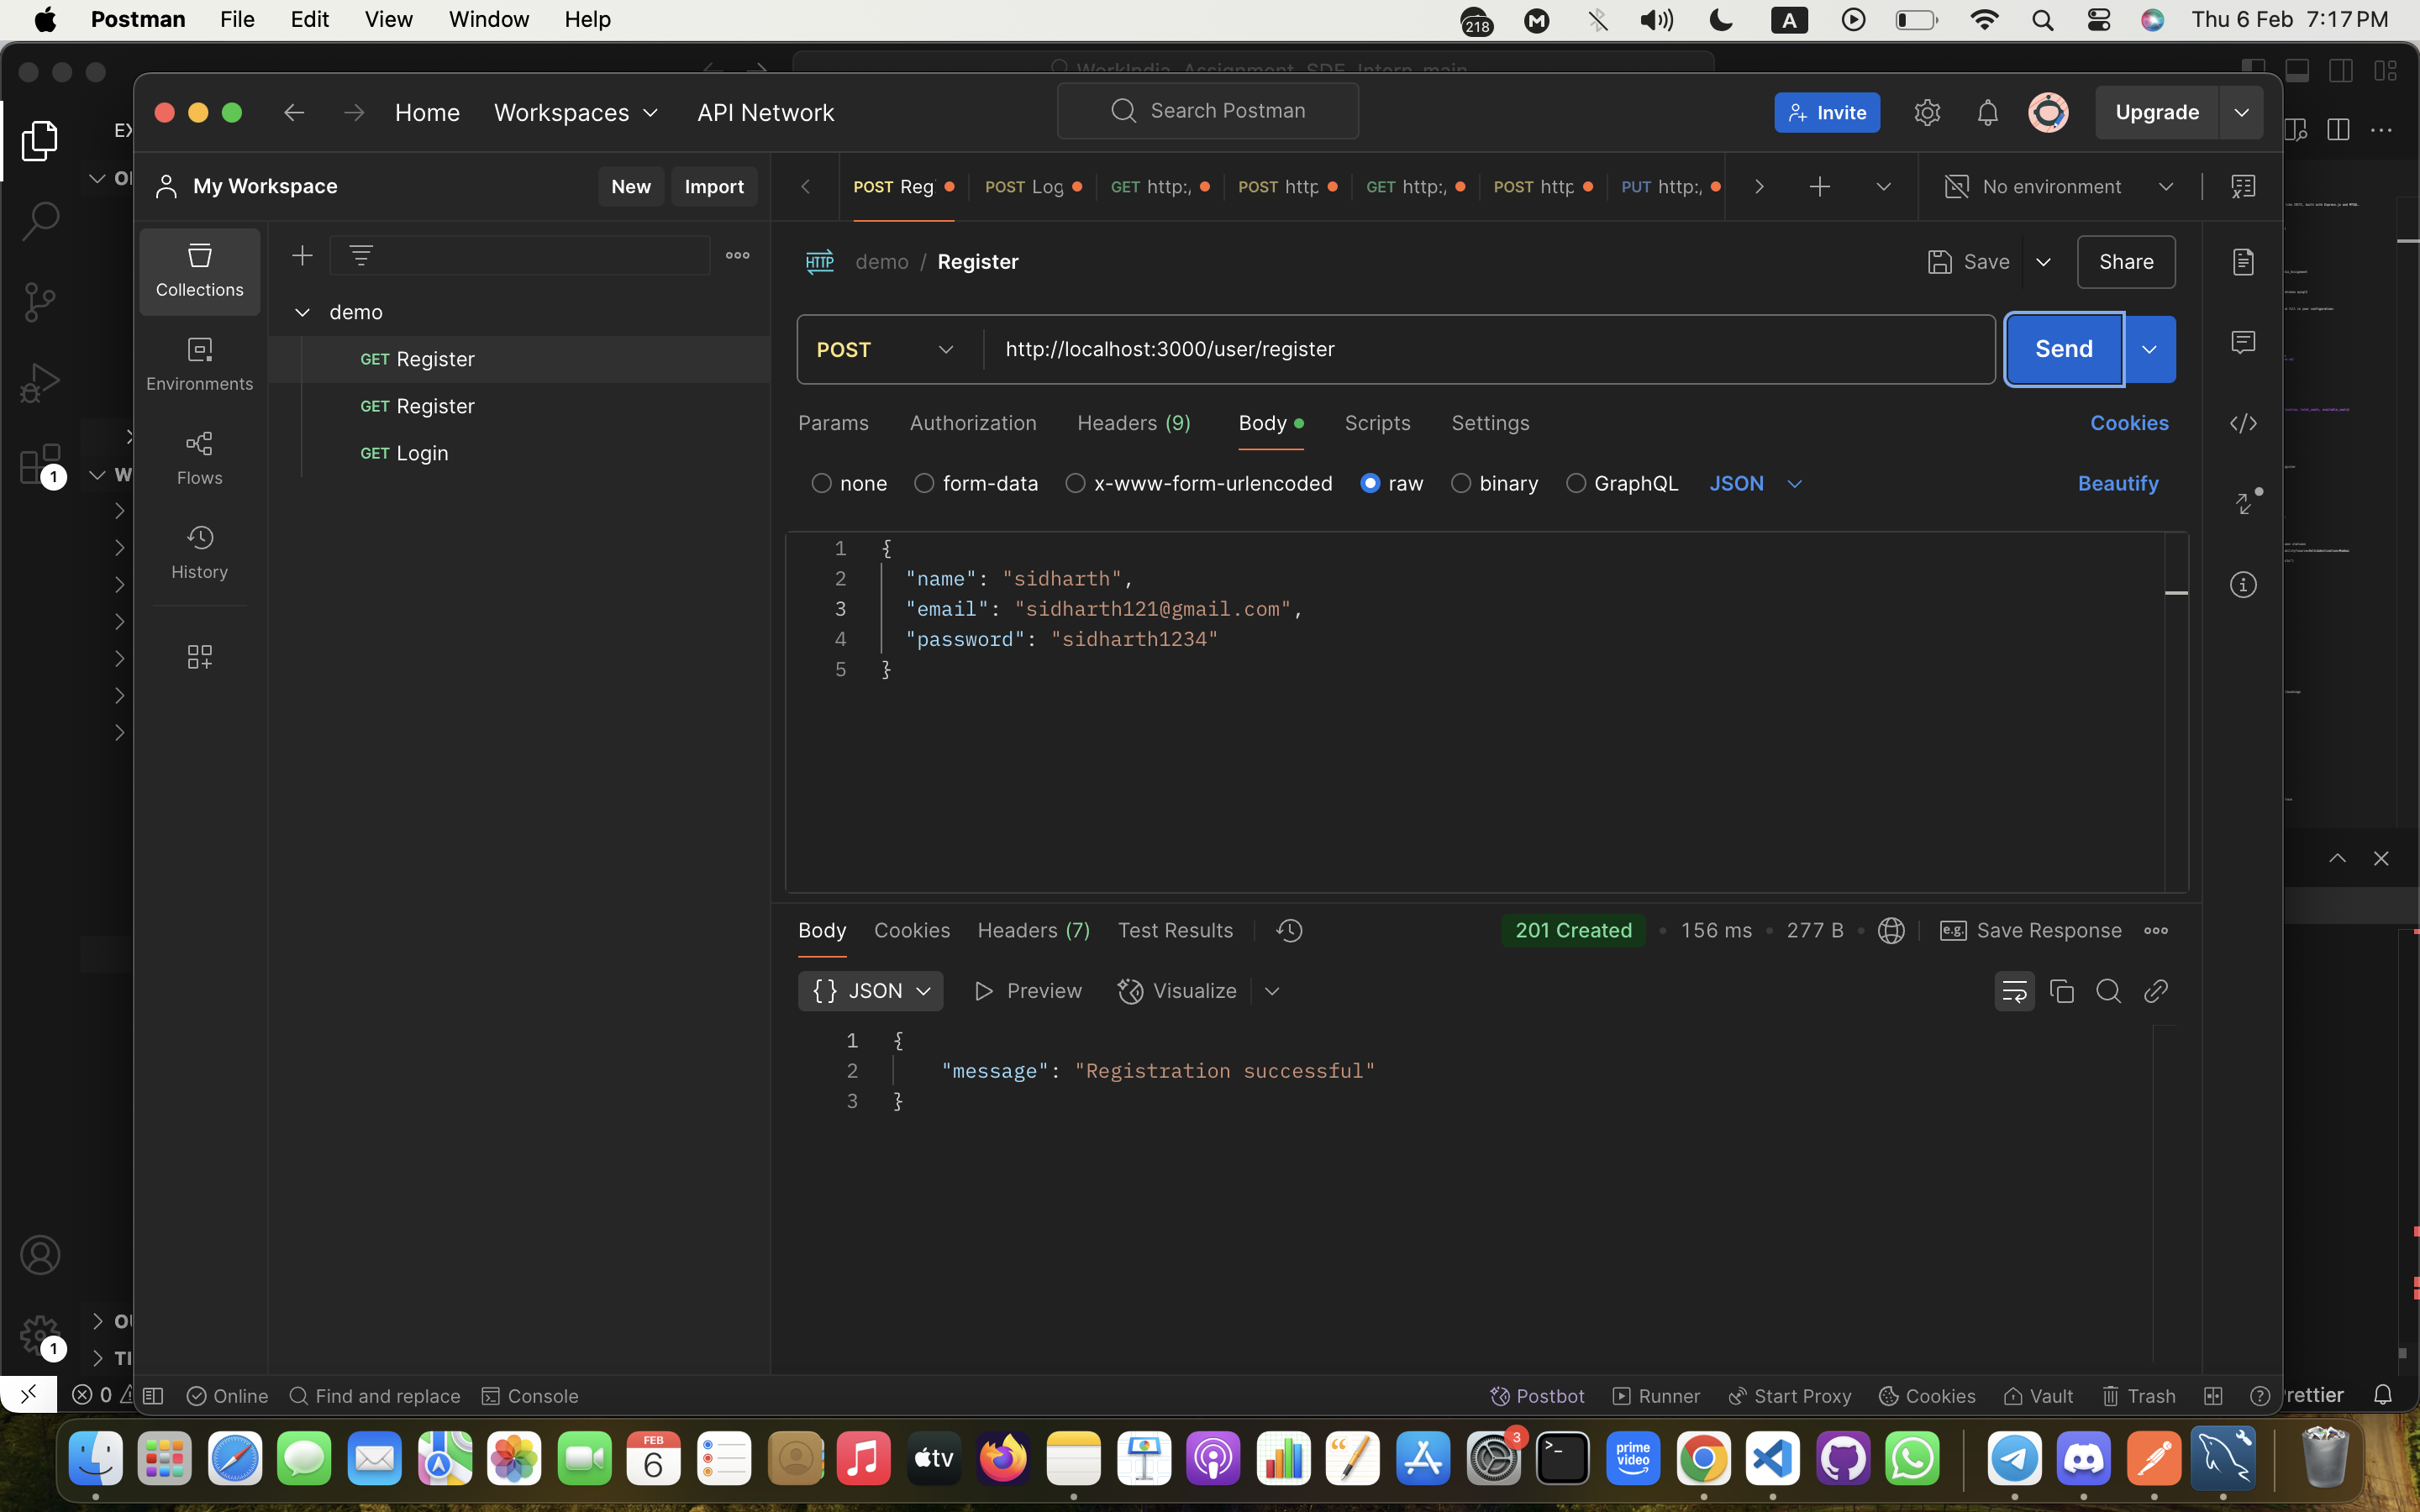 Postman File Edit View Window Help
218 A Thu 6 Feb 7:17 PM
WorkIndia_Assignment_SDE_Intern-main
Home Workspaces API Network
Search Postman
Invite Upgrade
My Workspace New Import
POST Reg POST Log GET http:/ POST http GET http:/ POST http PUT http:/
No environment
Collections
Environments
Flows
History
demo
GET Register
GET Register
GET Login
HTTP demo / Register
Save Share
POST http://localhost:3000/user/register
Send
Params Authorization Headers (9) Body Scripts Settings
Cookies
none form-data x-www-form-urlencoded raw binary GraphQL JSON
Beautify
1 {
2 "name": "sidharth",
3 "email": "sidharth121@gmail.com",
4 "password": "sidharth1234"
5 }
Body Cookies Headers (7) Test Results
201 Created 156 ms 277 B
e.g. Save Response
{} JSON Preview Visualize
1 {
2 "message": "Registration successful"
3 }
1
1
0
Online Find and replace Console
Postbot Runner Start Proxy Cookies Vault Trash
rettier
FEB
6
tv
3
prime video